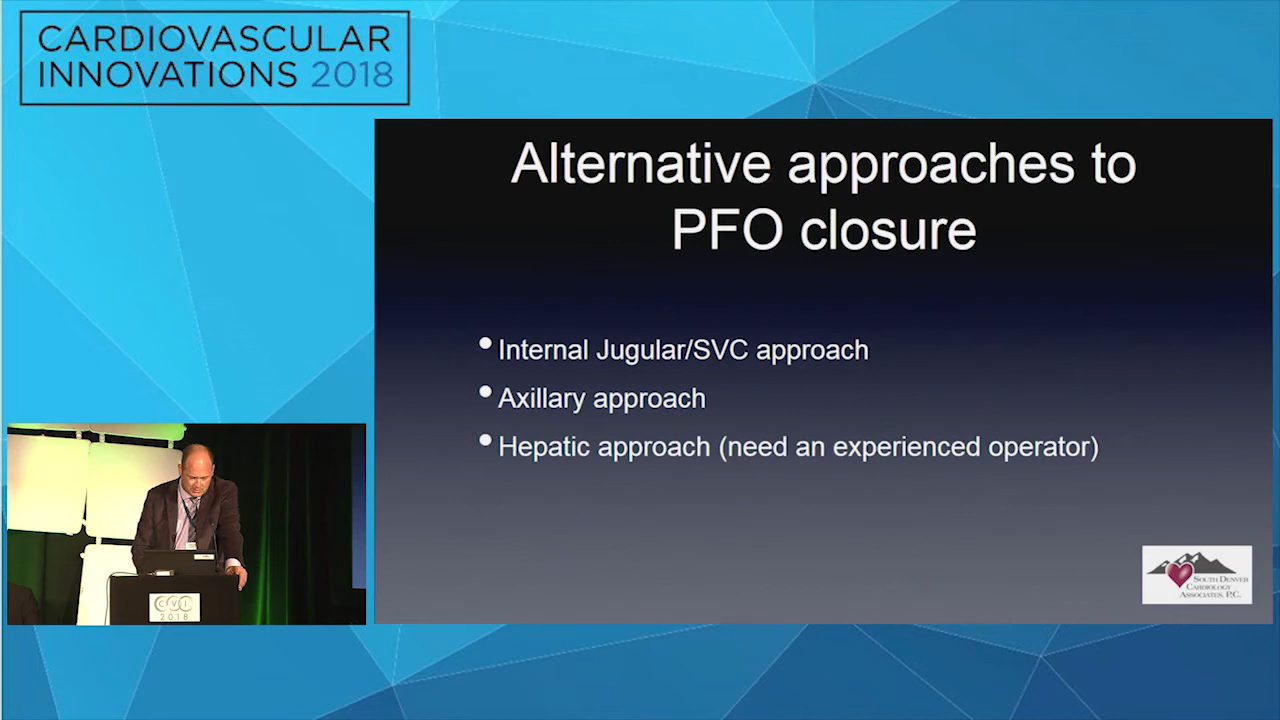 CARDIOVASCULAR
INNOVATIONS 2018
Alternative approaches to
PFO closure
• Internal Jugular/SVC approach
• Axillary approach
• Hepatic approach (need an experienced operator)
SOUTH DENVER
CARDIOLOGY
ASSOCIATES, P.C.
CVI
2018